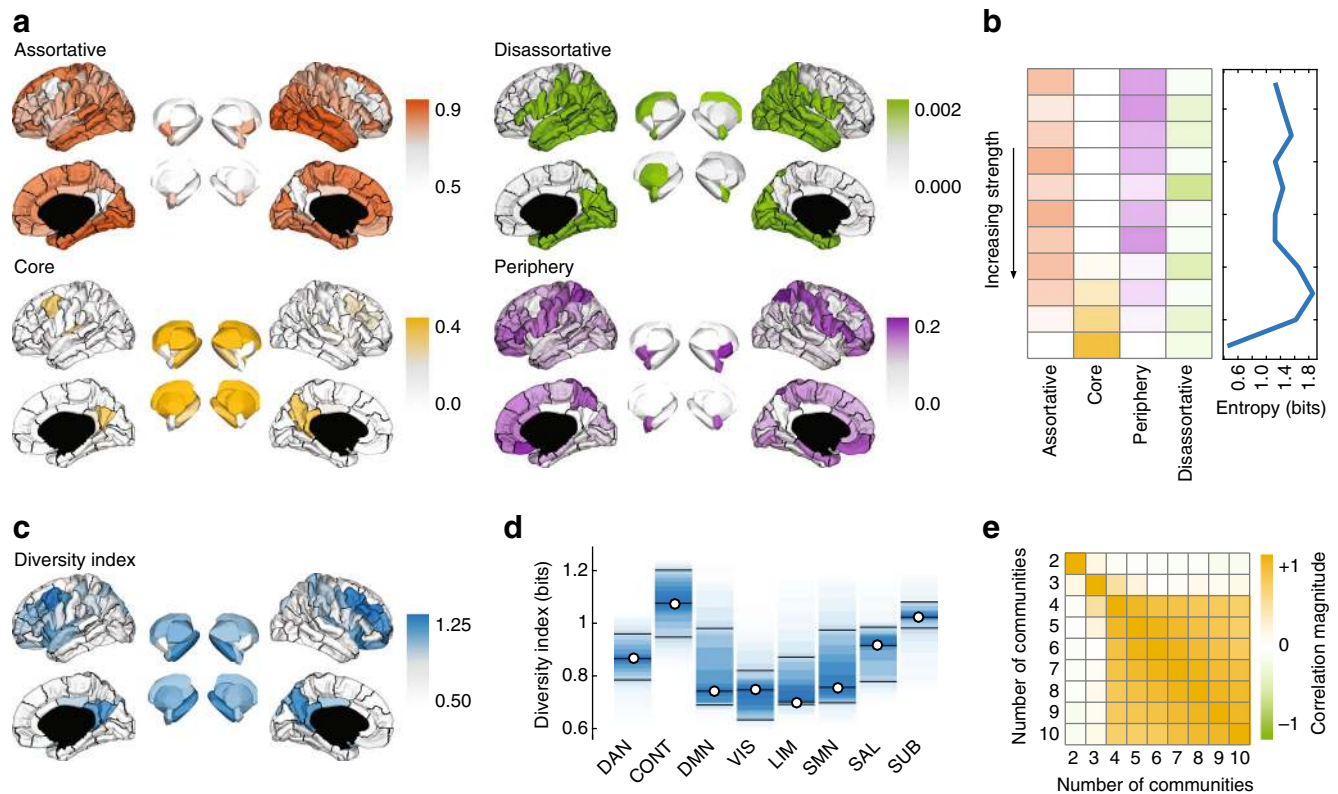 a
Assortative
0.9
0.5
Disassortative
0.002
0.000
Core
0.4
0.0
Periphery
0.2
0.0
b
Increasing strength
Assortative
Core
Periphery
Disassortative
0.6
1.0
1.4
1.8
Entropy (bits)
c
Diversity index
1.25
0.50
d
Diversity index (bits)
1.2
1
0.8
0.6
DAN
CONT
DMN
VIS
LIM
SMN
SAL
SUB
e
Number of communities
2
3
4
5
6
7
8
9
10
2 3 4 5 6 7 8 9 10
Number of communities
+1
0
−1
Correlation magnitude